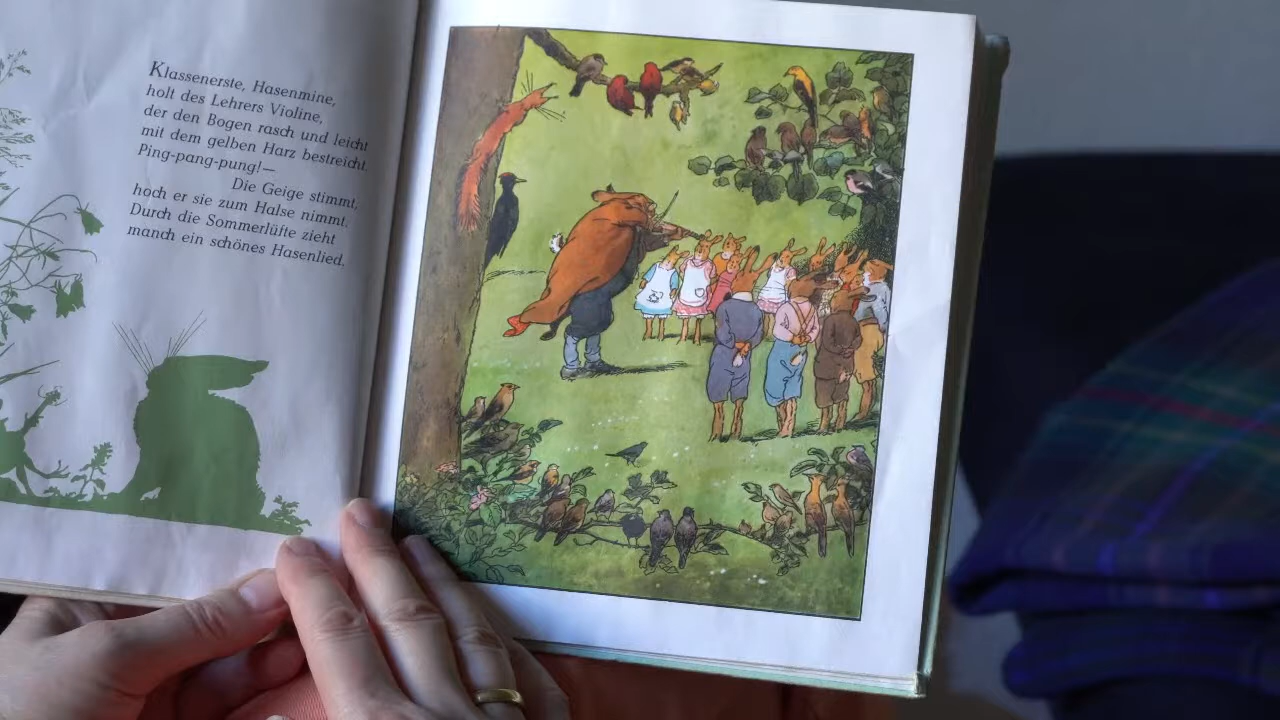 Klassenerste, Hasenmine,
holt des Lehrers Violine,
der den Bogen rasch und leicht
mit dem gelben Harz bestreicht.
Ping-pang-pung!—
Die Geige stimmt,
hoch er sie zum Halse nimmt.
Durch die Sommerlüfte zieht
manch ein schönes Hasenlied.